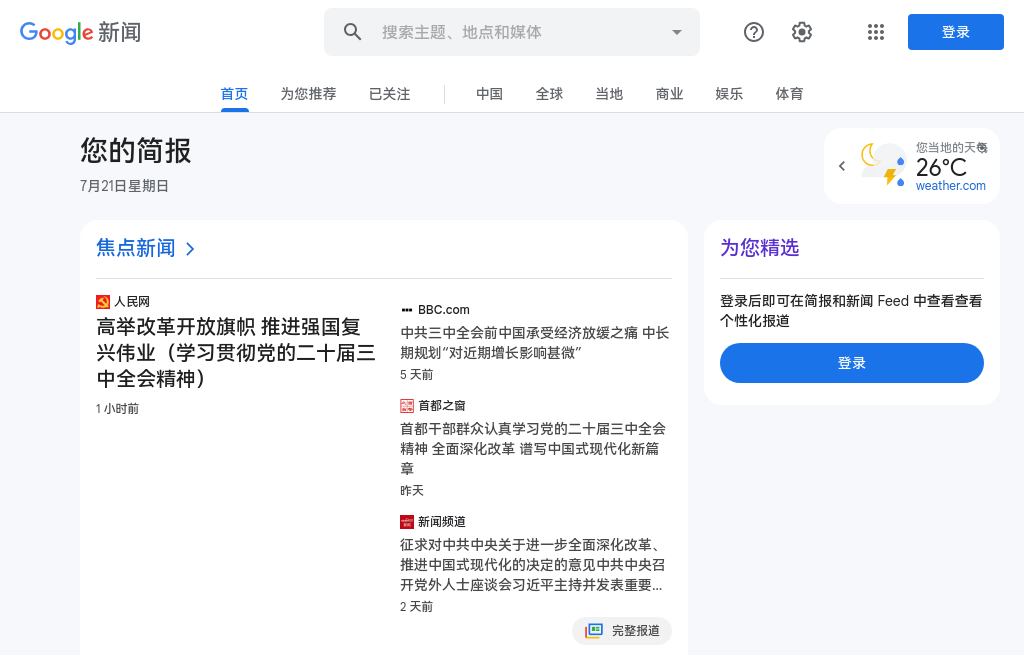 Google 新闻
搜索主题、地点和媒体
登录
首页 为您推荐 已关注 中国 全球 当地 商业 娱乐 体育
您的简报
7月21日星期日
您当地的天气
26°C
weather.com
焦点新闻
人民网
高举改革开放旗帜 推进强国复
兴伟业（学习贯彻党的二十届三
中全会精神）
1 小时前
BBC.com
中共三中全会前中国承受经济放缓之痛 中长
期规划“对近期增长影响甚微”
5 天前
首都之窗
首都干部群众认真学习党的二十届三中全会
精神 全面深化改革 谱写中国式现代化新篇
章
昨天
新闻频道
征求对中共中央关于进一步全面深化改革、
推进中国式现代化的决定的意见中共中央召
开党外人士座谈会习近平主持并发表重要...
2 天前
完整报道
为您精选
登录后即可在简报和新闻 Feed 中查看查看
个性化报道
登录